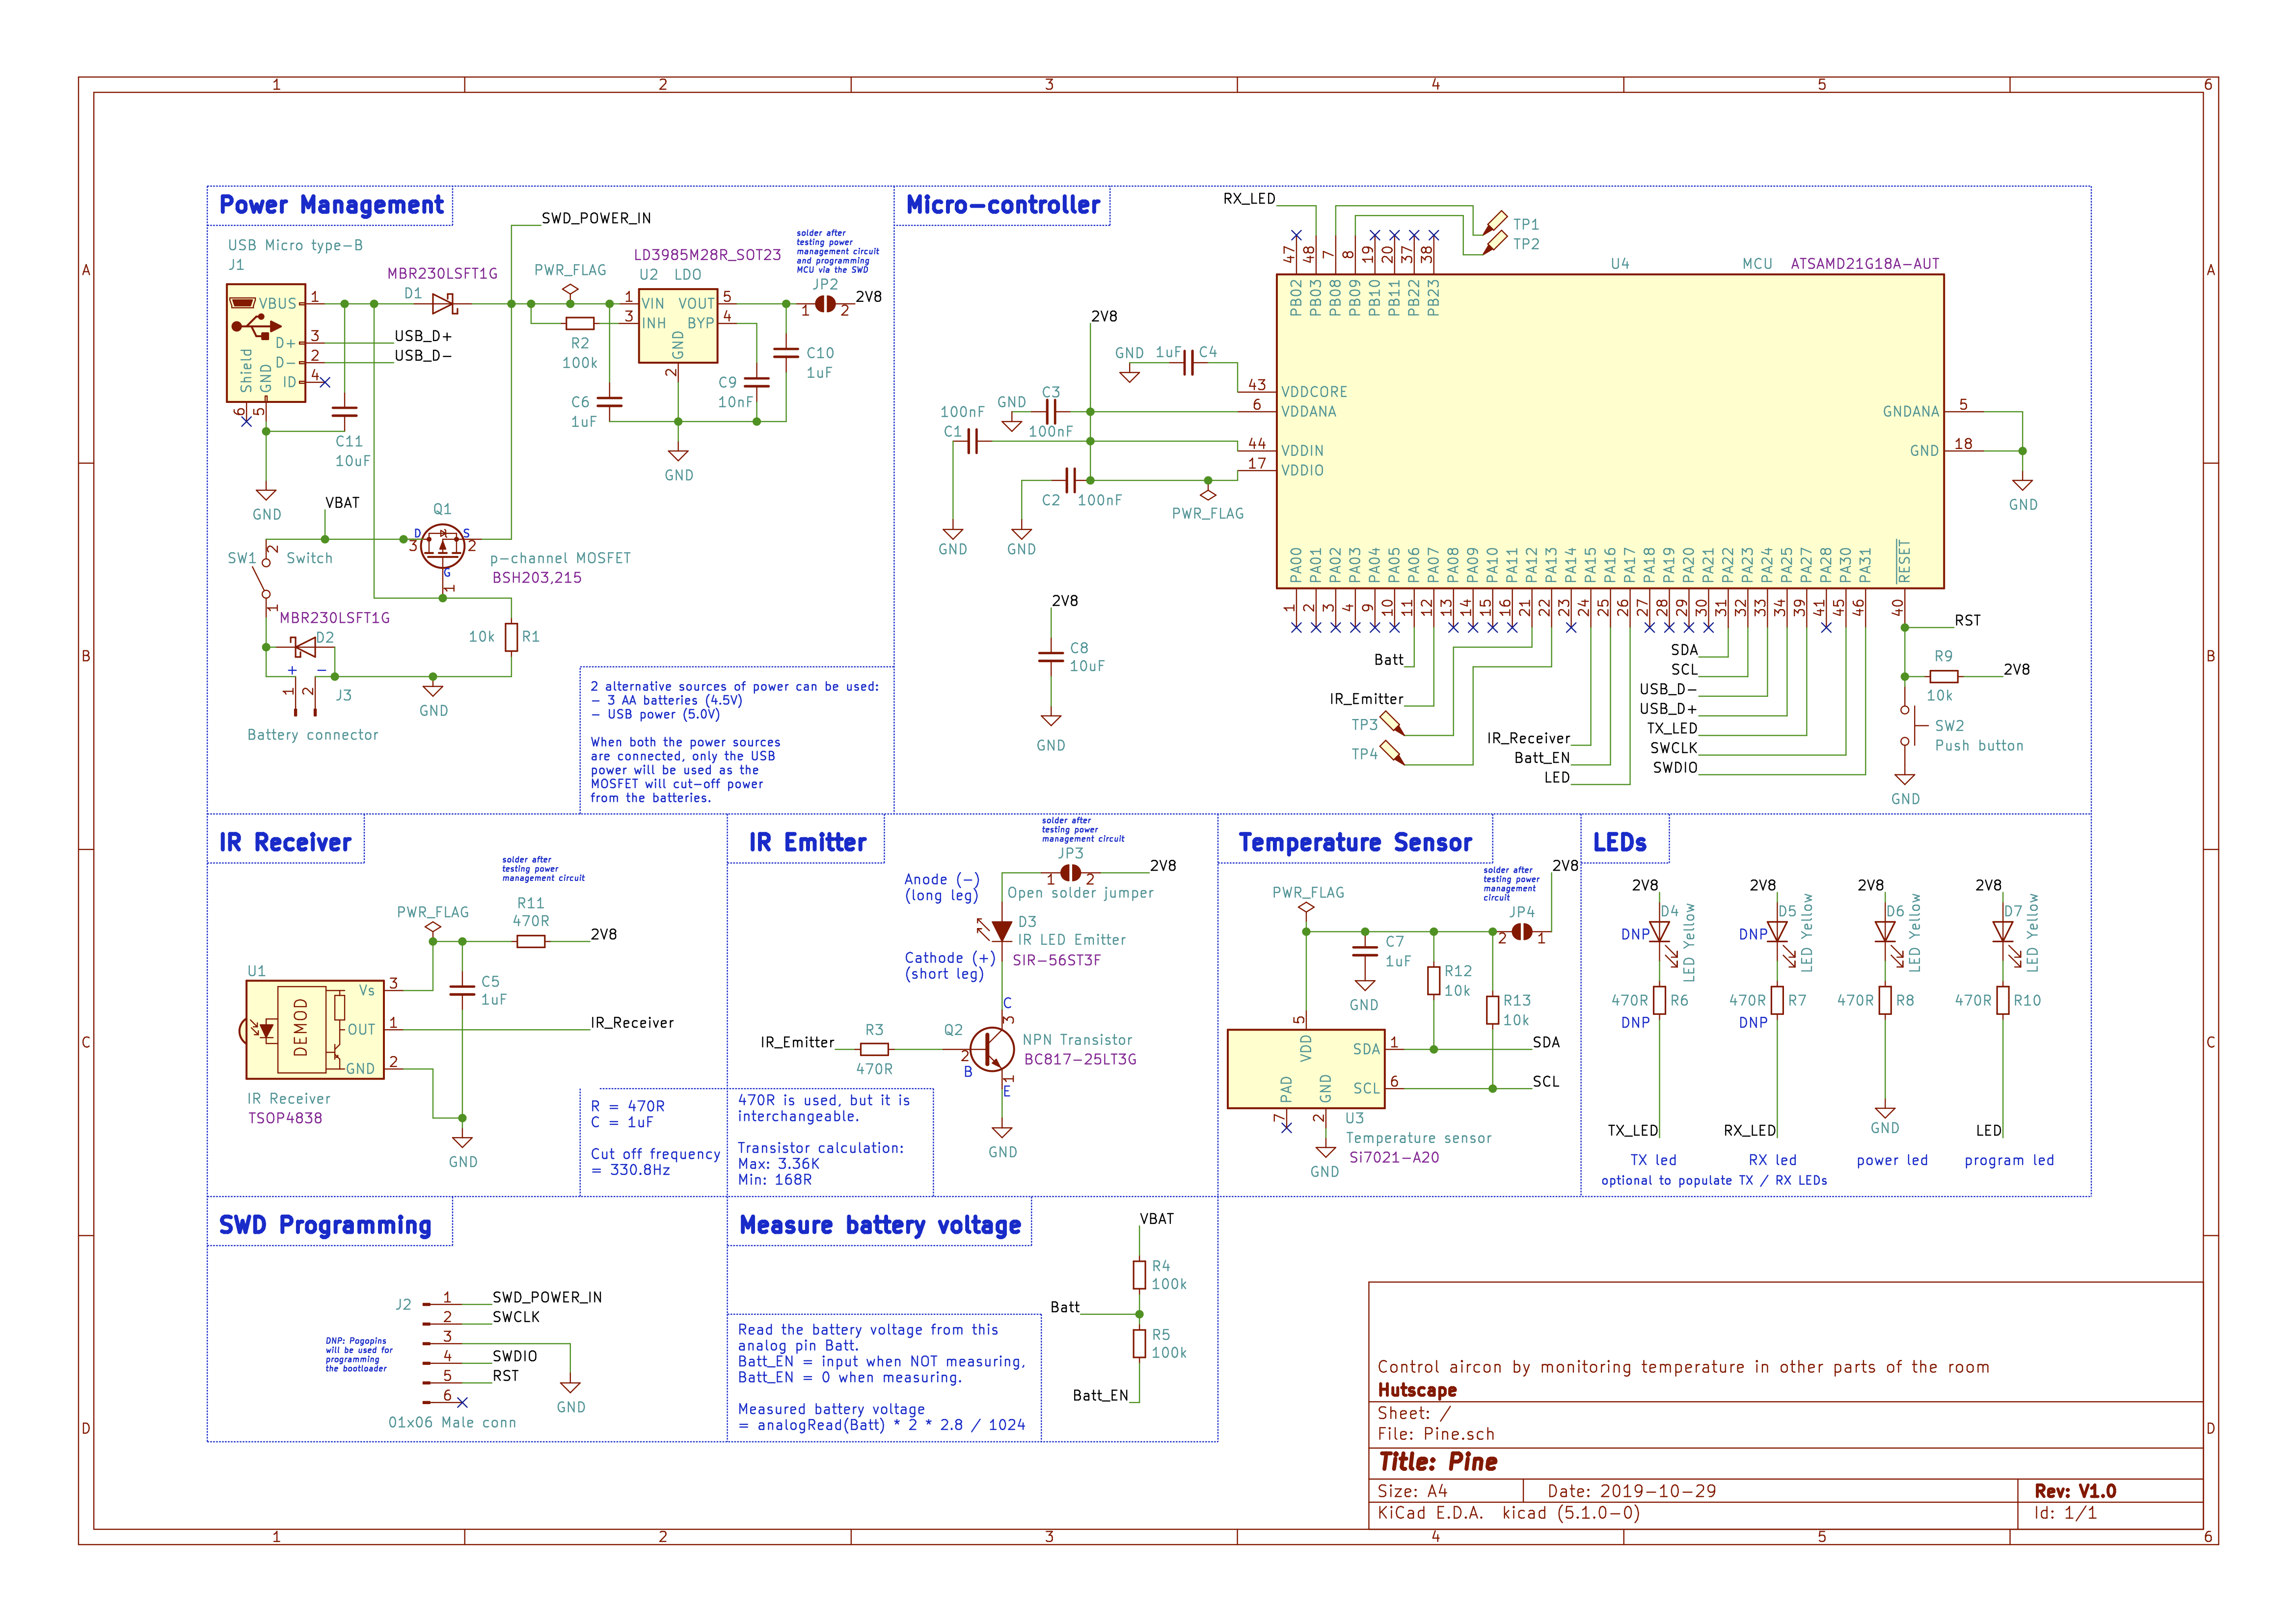 1 2 3 4 5 6
A
B
C
D
Power Management
USB Micro type-B
J1
VBUS
1
D+
3
D-
2
ID
4
Shield
GND
6
5
USB_D+
USB_D-
MBR230LSFT1G
D1
C11
10uF
GND
SWD_POWER_IN
PWR_FLAG
R2
100k
C6
1uF
LD3985M28R_SOT23
U2 LDO
VIN
1
INH
3
VOUT
5
BYP
4
GND
2
GND
C9
10nF
C10
1uF
solder after
testing power
management circuit
and programming
MCU via the SWD
JP2
1 2
2V8
VBAT
SW1
Switch
2
1
Q1
D
S
G
3
2
1
p-channel MOSFET
BSH203,215
MBR230LSFT1G
D2
10k R1
+ -
1
2
J3
GND
Battery connector
2 alternative sources of power can be used:
- 3 AA batteries (4.5V)
- USB power (5.0V)
When both the power sources
are connected, only the USB
power will be used as the
MOSFET will cut-off power
from the batteries.
Micro-controller
RX_LED
TP1
TP2
47 48 7 8 19 20 37 38
PB02 PB03 PB08 PB09 PB10 PB11 PB22 PB23
U4
MCU
ATSAMD21G18A-AUT
2V8
GND
1uF C4
43 VDDCORE
6 VDDANA
44 VDDIN
17 VDDIO
GND
C3
100nF
100nF
C1
C2 100nF
GND
GND
PWR_FLAG
GNDANA 5
GND 18
GND
PA00 PA01 PA02 PA03 PA04 PA05 PA06 PA07 PA08 PA09 PA10 PA11 PA12 PA13 PA14 PA15 PA16 PA17 PA18 PA19 PA20 PA21 PA22 PA23 PA24 PA25 PA27 PA28 PA30 PA31 RESET
1 2 3 4 9 10 11 12 13 14 15 16 21 22 23 24 25 26 27 28 29 30 31 32 33 34 39 41 45 46 40
2V8
C8
10uF
GND
Batt
IR_Emitter
TP3
TP4
IR_Receiver
Batt_EN
LED
SDA
SCL
USB_D-
USB_D+
TX_LED
SWCLK
SWDIO
RST
R9
10k
2V8
SW2
Push button
GND
IR Receiver
solder after
testing power
management circuit
PWR_FLAG
R11
470R
2V8
U1
DEMOD
Vs
3
OUT
1
GND
2
C5
1uF
IR_Receiver
IR Receiver
TSOP4838
GND
R = 470R
C = 1uF
Cut off frequency
= 330.8Hz
IR Emitter
solder after
testing power
management circuit
JP3
1 2
2V8
Open solder jumper
Anode (-)
(long leg)
D3
IR LED Emitter
SIR-56ST3F
Cathode (+)
(short leg)
IR_Emitter
R3
470R
Q2
C
3
2
B
1
E
NPN Transistor
BC817-25LT3G
GND
470R is used, but it is
interchangeable.
Transistor calculation:
Max: 3.36K
Min: 168R
Temperature Sensor
solder after
testing power
management
circuit
2V8
JP4
2 1
PWR_FLAG
C7
1uF
GND
R12
10k
R13
10k
5
VDD
SDA
1
SCL
6
PAD
GND
7
2
SDA
SCL
U3
Temperature sensor
Si7021-A20
GND
LEDs
2V8 2V8 2V8 2V8
D4 D5 D6 D7
LED Yellow LED Yellow LED Yellow LED Yellow
DNP DNP
470R R6 470R R7 470R R8 470R R10
DNP DNP
TX_LED RX_LED GND LED
TX led RX led power led program led
optional to populate TX / RX LEDs
SWD Programming
J2
1 SWD_POWER_IN
2 SWCLK
3
4 SWDIO
5 RST
6
GND
DNP: Pogopins
will be used for
programming
the bootloader
01x06 Male conn
Measure battery voltage
VBAT
R4
100k
Batt
R5
100k
Batt_EN
Read the battery voltage from this
analog pin Batt.
Batt_EN = input when NOT measuring,
Batt_EN = 0 when measuring.
Measured battery voltage
= analogRead(Batt) * 2 * 2.8 / 1024
Control aircon by monitoring temperature in other parts of the room
Hutscape
Sheet: /
File: Pine.sch
Title: Pine
Size: A4
Date: 2019-10-29
Rev: V1.0
KiCad E.D.A. kicad (5.1.0-0)
Id: 1/1
A
B
C
D
1 2 3 4 5 6